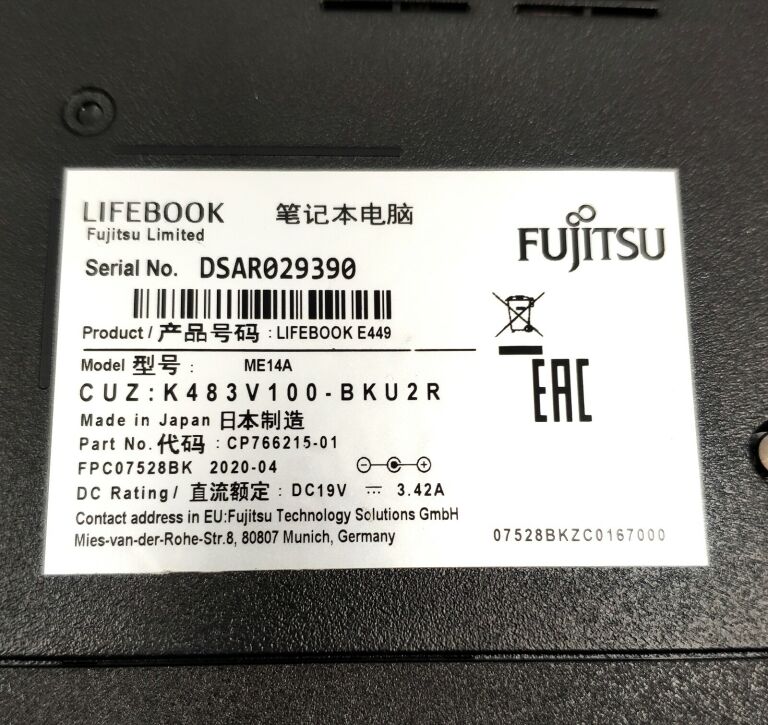 LIFEBOOK 笔记本电脑
Fujitsu Limited
FUJITSU
Serial No. DSAR029390
Product / 产品号码 : LIFEBOOK E449
Model 型号 : ME14A
CUZ:K483V100-BKU2R
EAC
Made in Japan 日本制造
Part No. 代码 : CP766215-01
FPC07528BK 2020-04
DC Rating/ 直流额定 : DC19V ⎓ 3.42A
Contact address in EU:Fujitsu Technology Solutions GmbH
Mies-van-der-Rohe-Str.8, 80807 Munich, Germany
07528BKZC0167000